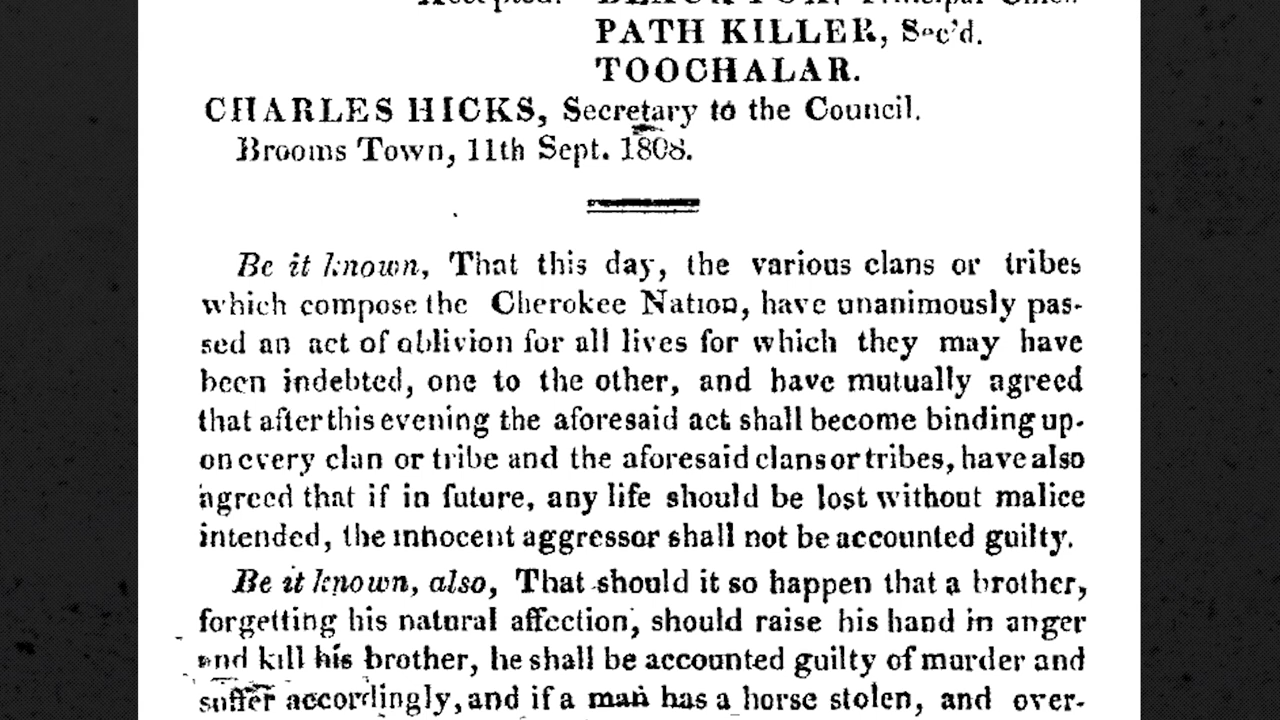 Accepted. BLACK FOX, Principal Chief.
PATH KILLER, Sec'd.
TOOCHALAR.
CHARLES HICKS, Secretary to the Council.
Brooms Town, 11th Sept. 1808.
Be it known, That this day, the various clans or tribes
which compose the Cherokee Nation, have unanimously pas-
sed an act of oblivion for all lives for which they may have
been indebted, one to the other, and have mutually agreed
that after this evening the aforesaid act shall become binding up-
on every clan or tribe and the aforesaid clans or tribes, have also
agreed that if in future, any life should be lost without malice
intended, the innocent aggressor shall not be accounted guilty.
Be it known, also, That should it so happen that a brother,
forgetting his natural affection, should raise his hand in anger
and kill his brother, he shall be accounted guilty of murder and
suffer accordingly, and if a man has a horse stolen, and over-